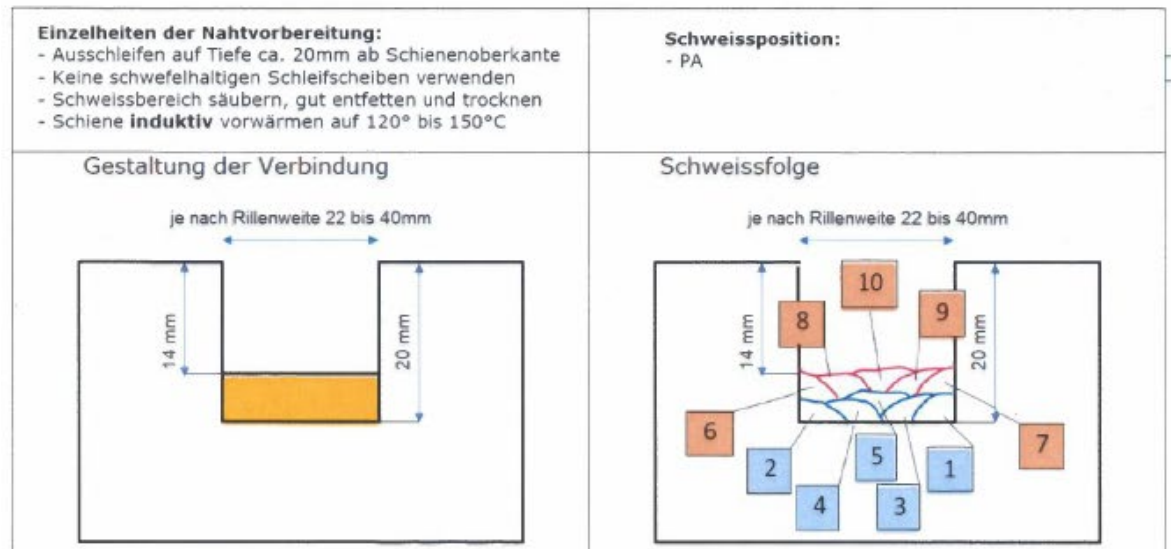 Einzelheiten der Nahtvorbereitung:
- Ausschleifen auf Tiefe ca. 20mm ab Schienenoberkante
- Keine schwefelhaltigen Schleifscheiben verwenden
- Schweissbereich säubern, gut entfetten und trocknen
- Schiene induktiv vorwärmen auf 120° bis 150°C
Schweissposition:
- PA
Gestaltung der Verbindung
je nach Rillenweite 22 bis 40mm
14 mm
20 mm
Schweissfolge
je nach Rillenweite 22 bis 40mm
14 mm
20 mm
10
8
9
6
2
5
1
7
4
3